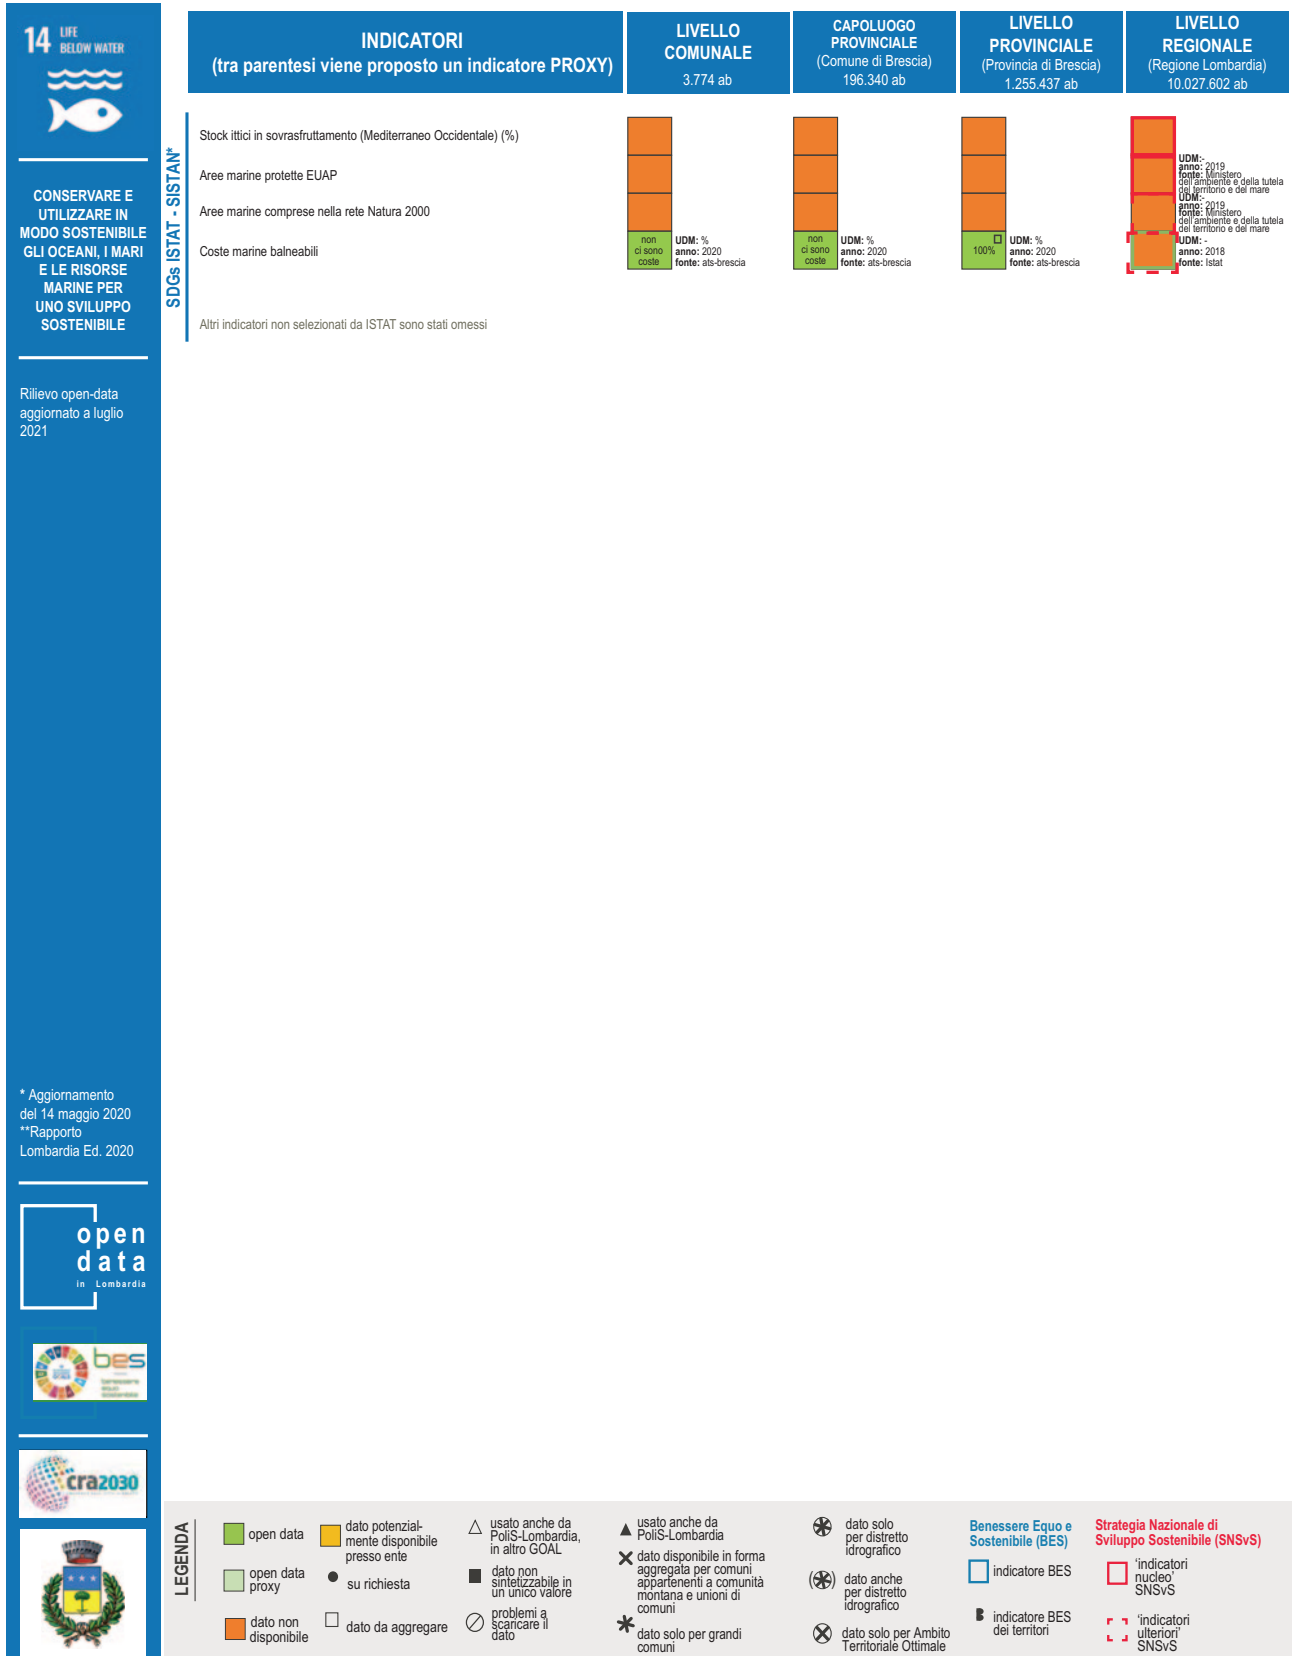 14 LIFE
BELOW WATER
CONSERVARE E
UTILIZZARE IN
MODO SOSTENIBILE
GLI OCEANI, I MARI
E LE RISORSE
MARINE PER
UNO SVILUPPO
SOSTENIBILE
Rilievo open-data
aggiornato a luglio
2021
* Aggiornamento
del 14 maggio 2020
**Rapporto
Lombardia Ed. 2020
open
data
in Lombardia
bes
benessere
equo
sostenibile
cra2030
INDICATORI
(tra parentesi viene proposto un indicatore PROXY)
LIVELLO
COMUNALE
3.774 ab
CAPOLUOGO
PROVINCIALE
(Comune di Brescia)
196.340 ab
LIVELLO
PROVINCIALE
(Provincia di Brescia)
1.255.437 ab
LIVELLO
REGIONALE
(Regione Lombardia)
10.027.602 ab
SDGs ISTAT - SISTAN*
Stock ittici in sovrasfruttamento (Mediterraneo Occidentale) (%)
Aree marine protette EUAP
UDM:-
anno: 2019
fonte: Ministero
dell'ambiente e della tutela
del territorio e del mare
Aree marine comprese nella rete Natura 2000
UDM:-
anno: 2019
fonte: Ministero
dell'ambiente e della tutela
del territorio e del mare
Coste marine balneabili
non
ci sono
coste
UDM: %
anno: 2020
fonte: ats-brescia
non
ci sono
coste
UDM: %
anno: 2020
fonte: ats-brescia
100%
UDM: %
anno: 2020
fonte: ats-brescia
UDM: -
anno: 2018
fonte: Istat
Altri indicatori non selezionati da ISTAT sono stati omessi
LEGENDA
open data
open data
proxy
dato non
disponibile
dato potenzial-
mente disponibile
presso ente
su richiesta
dato da aggregare
usato anche da
PoliS-Lombardia,
in altro GOAL
dato non
sintetizzabile in
un unico valore
problemi a
scaricare il
dato
usato anche da
PoliS-Lombardia
dato disponibile in forma
aggregata per comuni
appartenenti a comunità
montana e unioni di
comuni
dato solo per grandi
comuni
dato solo
per distretto
idrografico
dato anche
per distretto
idrografico
dato solo per Ambito
Territoriale Ottimale
Benessere Equo e
Sostenibile (BES)
indicatore BES
indicatore BES
dei territori
Strategia Nazionale di
Sviluppo Sostenibile (SNSvS)
'indicatori
nucleo'
SNSvS
'indicatori
ulteriori'
SNSvS